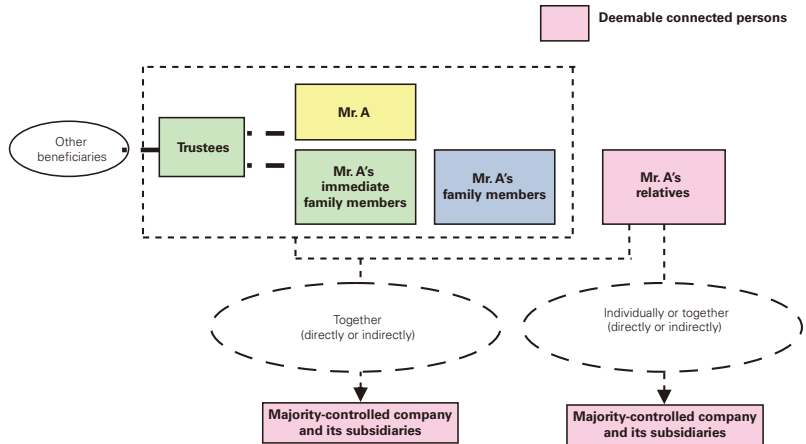 Deemable connected persons
Other
beneficiaries
Trustees
Mr. A
Mr. A's
immediate
family members
Mr. A's
family members
Mr. A's
relatives
Together
(directly or indirectly)
Individually or together
(directly or indirectly)
Majority-controlled company
and its subsidiaries
Majority-controlled company
and its subsidiaries